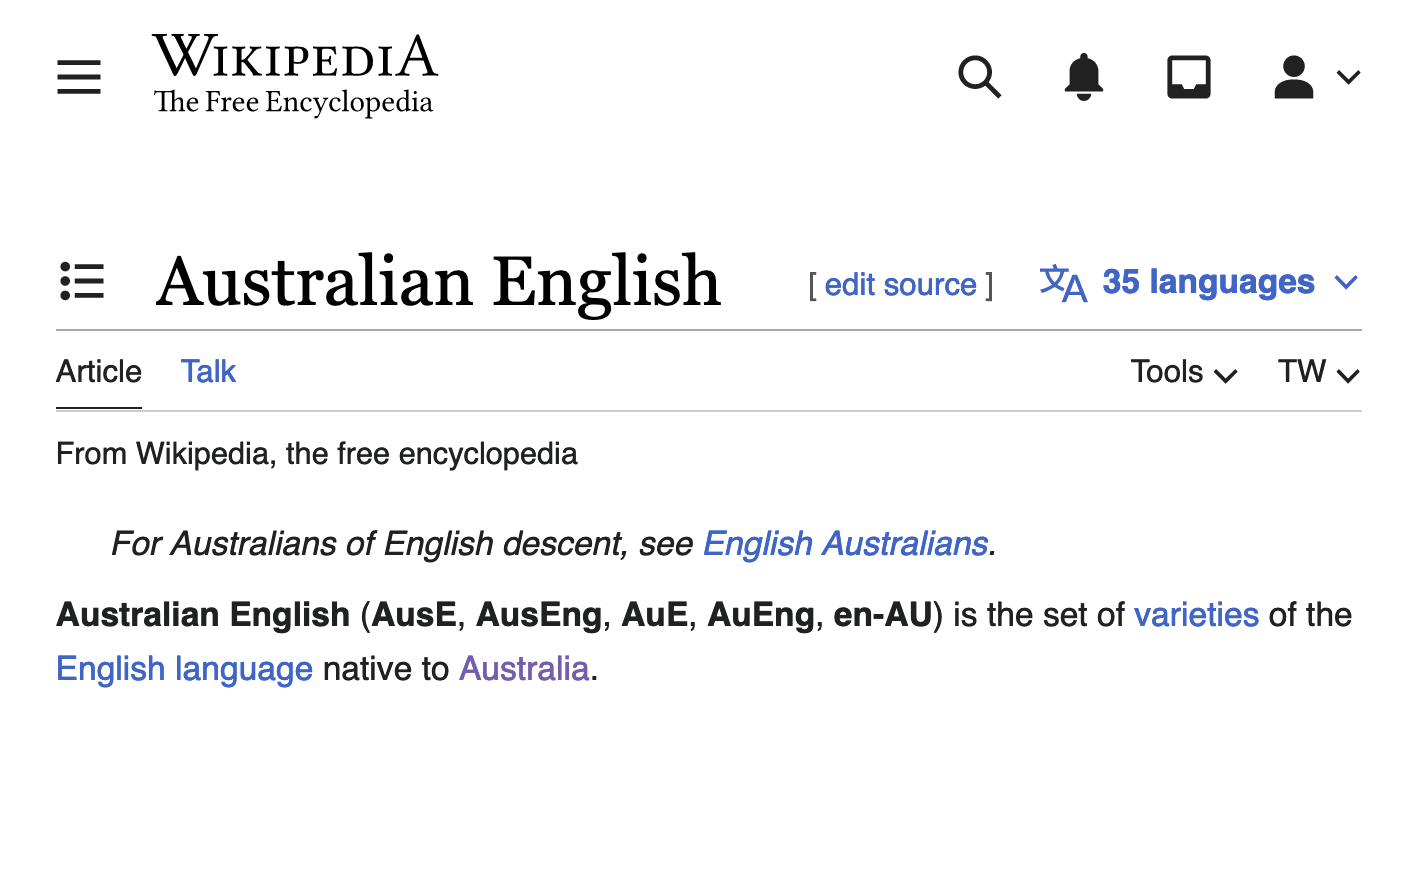 WIKIPEDIA
The Free Encyclopedia
Australian English
[ edit source ]
文A 35 languages
Article Talk
Tools TW
From Wikipedia, the free encyclopedia
For Australians of English descent, see English Australians.
Australian English (AusE, AusEng, AuE, AuEng, en-AU) is the set of varieties of the
English language native to Australia.